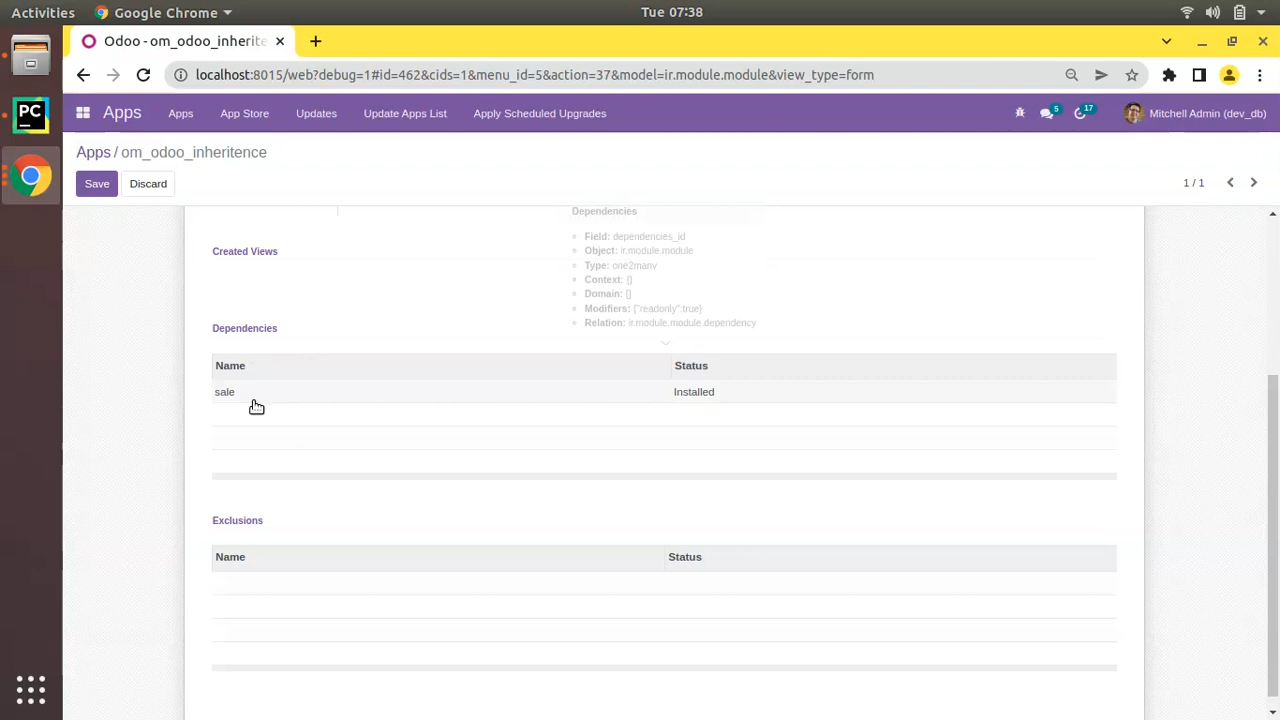 Activities Google Chrome Tue 07:38
Odoo - om_odoo_inherite
localhost:8015/web?debug=1#id=462&cids=1&menu_id=5&action=37&model=ir.module.module&view_type=form
Apps Apps App Store Updates Update Apps List Apply Scheduled Upgrades 5 17 Mitchell Admin (dev_db)
Apps / om_odoo_inheritence
Save Discard 1 / 1
Dependencies
Field: dependencies_id
Object: ir.module.module
Type: one2many
Context: {}
Domain: []
Modifiers: {"readonly":true}
Relation: ir.module.module.dependency
Created Views
Dependencies
Name Status
sale Installed
Exclusions
Name Status
PC